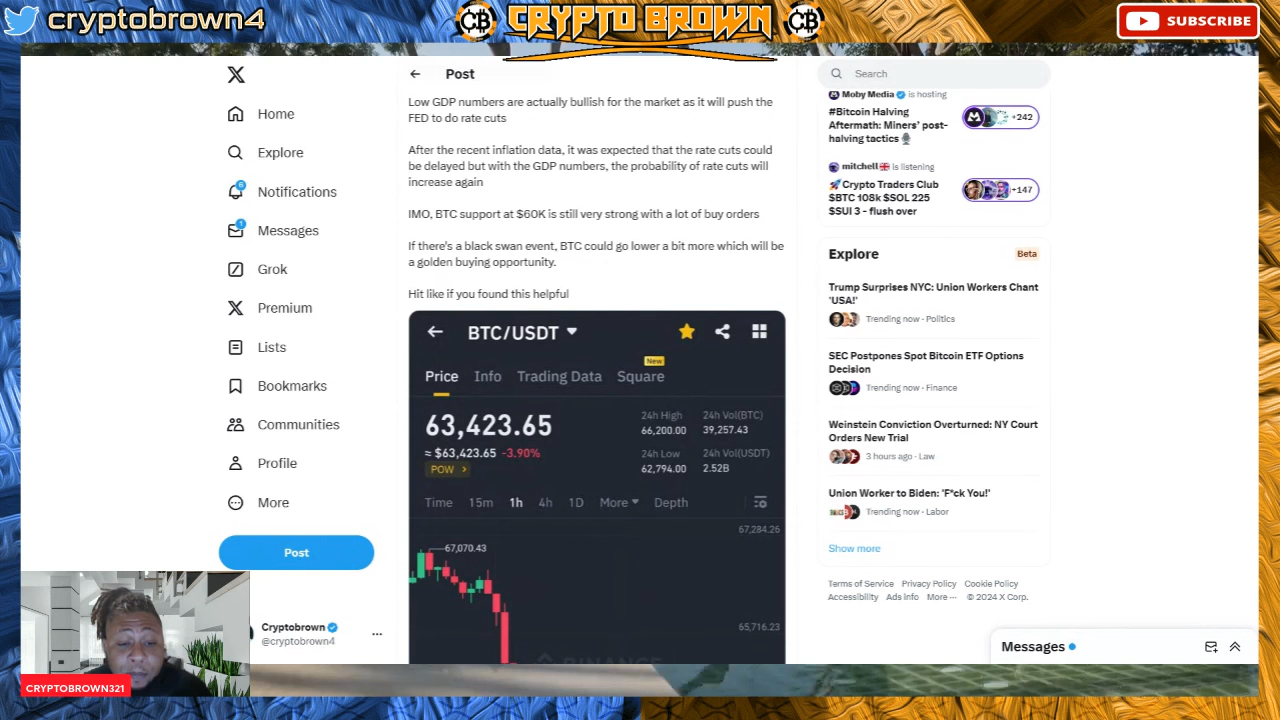 cryptobrown4
CB
CRYPTO BROWN
CB
SUBSCRIBE
Home
Explore
6
Notifications
1
Messages
Grok
Premium
Lists
Bookmarks
Communities
Profile
More
Post
Cryptobrown
@cryptobrown4
CRYPTOBROWN321
Post
Low GDP numbers are actually bullish for the market as it will push the
FED to do rate cuts
After the recent inflation data, it was expected that the rate cuts could
be delayed but with the GDP numbers, the probability of rate cuts will
increase again
IMO, BTC support at $60K is still very strong with a lot of buy orders
If there's a black swan event, BTC could go lower a bit more which will be
a golden buying opportunity.
Hit like if you found this helpful
BTC/USDT
New
Price Info Trading Data Square
63,423.65
≈ $63,423.65 -3.90%
POW >
24h High
66,200.00
24h Low
62,794.00
24h Vol(BTC)
39,257.43
24h Vol(USDT)
2.52B
Time 15m 1h 4h 1D More Depth
67,284.26
67,070.43
65,716.23
BINANCE
Search
Moby Media is hosting
#Bitcoin Halving
Aftermath: Miners' post-
halving tactics
+242
mitchell is listening
Crypto Traders Club
$BTC 108k $SOL 225
$SUI 3 - flush over
+147
Explore
Beta
Trump Surprises NYC: Union Workers Chant
'USA!'
Trending now · Politics
SEC Postpones Spot Bitcoin ETF Options
Decision
Trending now · Finance
Weinstein Conviction Overturned: NY Court
Orders New Trial
3 hours ago · Law
Union Worker to Biden: 'F*ck You!'
Trending now · Labor
Show more
Terms of Service Privacy Policy Cookie Policy
Accessibility Ads info More ··· © 2024 X Corp.
Messages